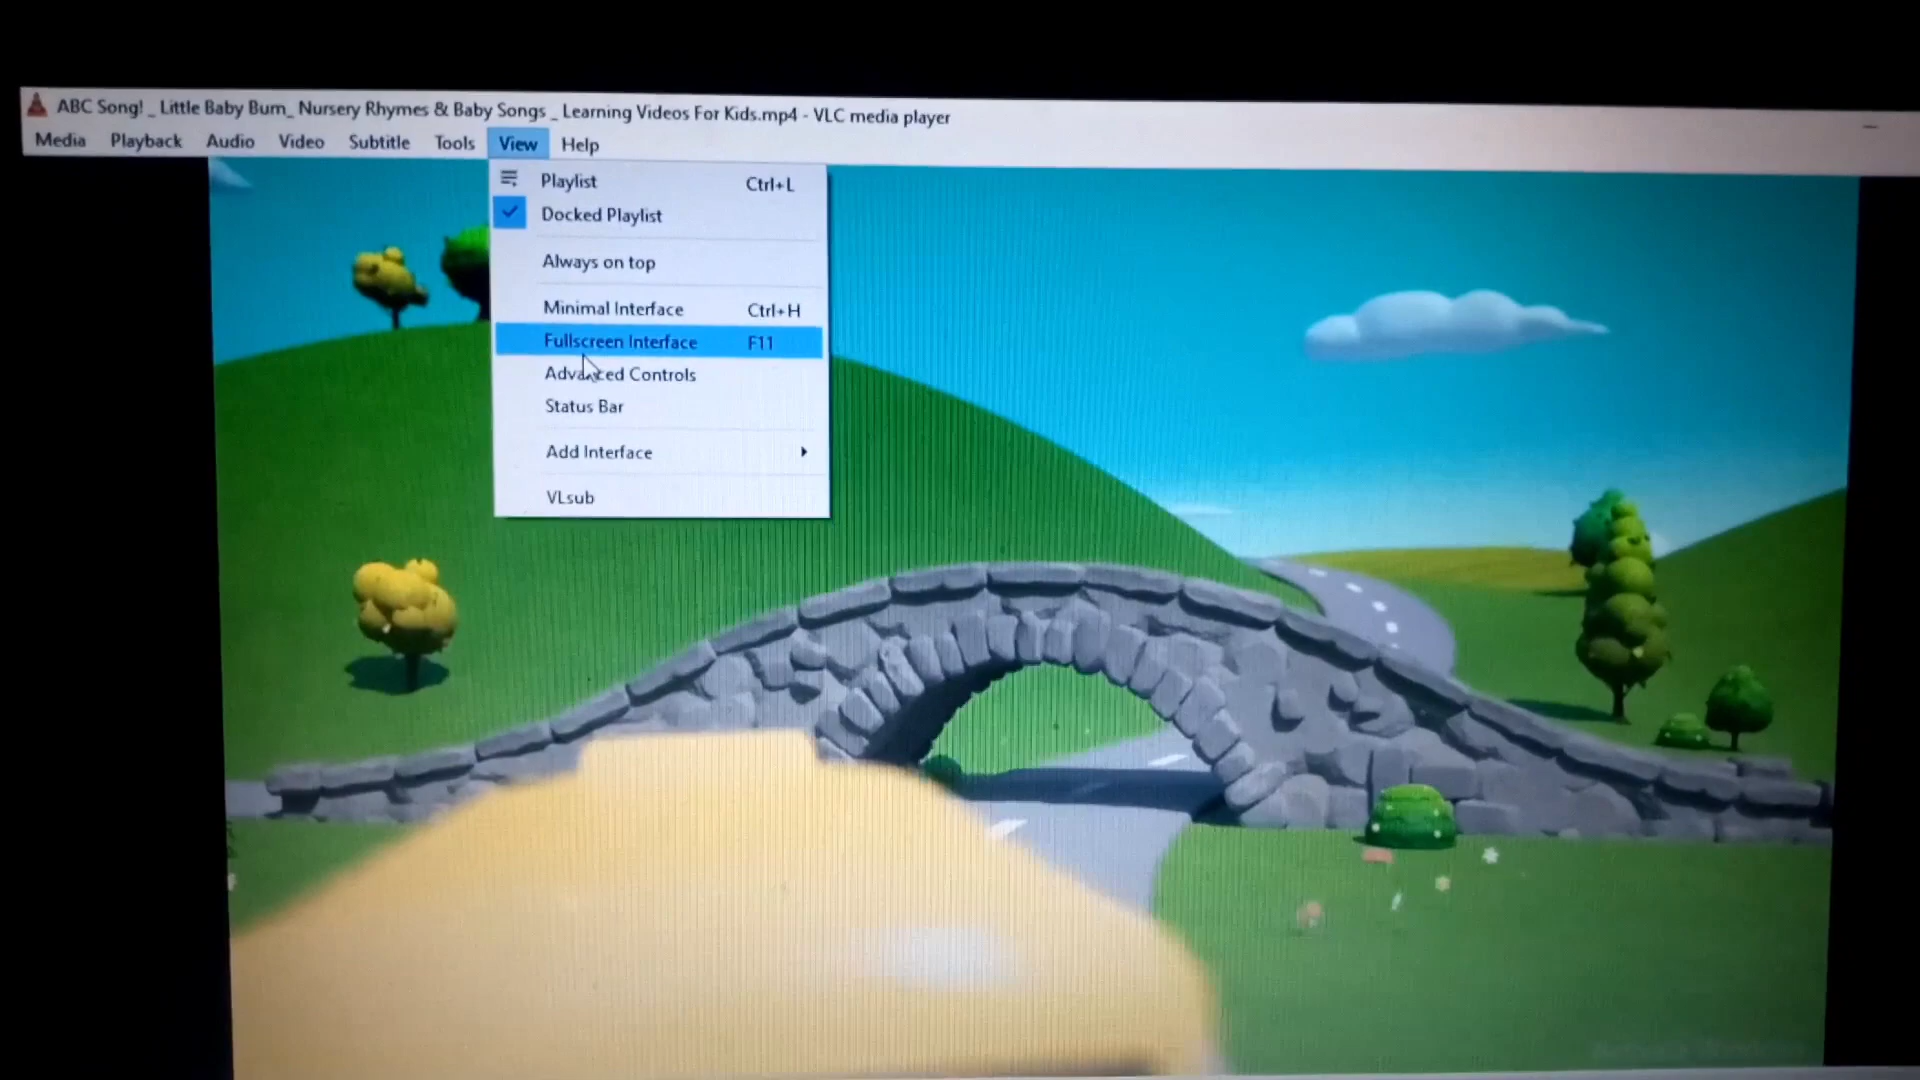 ABC Song! _ Little Baby Bum_ Nursery Rhymes & Baby Songs _ Learning Videos For Kids.mp4 - VLC media player
Media Playback Audio Video Subtitle Tools View Help
Playlist Ctrl+L
Docked Playlist
Always on top
Minimal Interface Ctrl+H
Fullscreen Interface F11
Advanced Controls
Status Bar
Add Interface
VLsub